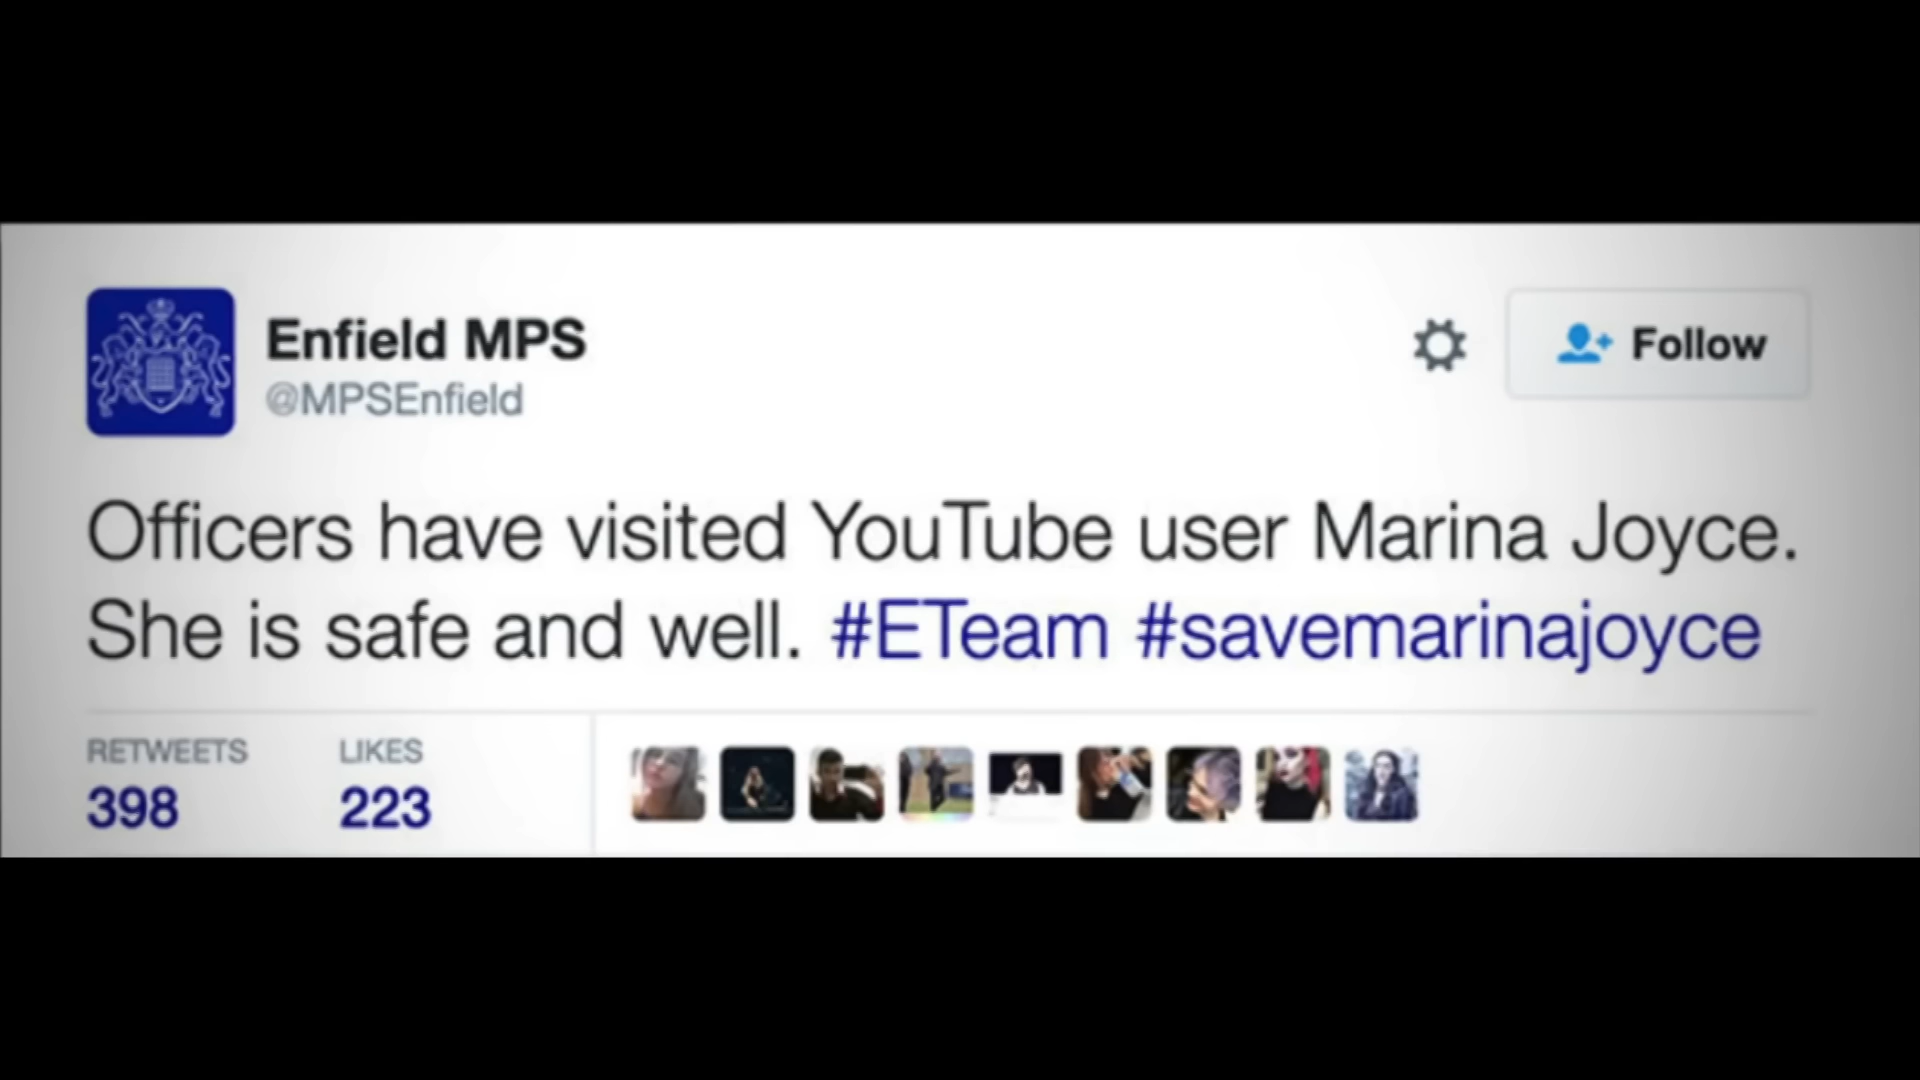 Enfield MPS
@MPSEnfield
Follow
Officers have visited YouTube user Marina Joyce.
She is safe and well. #ETeam #savemarinajoyce
RETWEETS LIKES
398 223